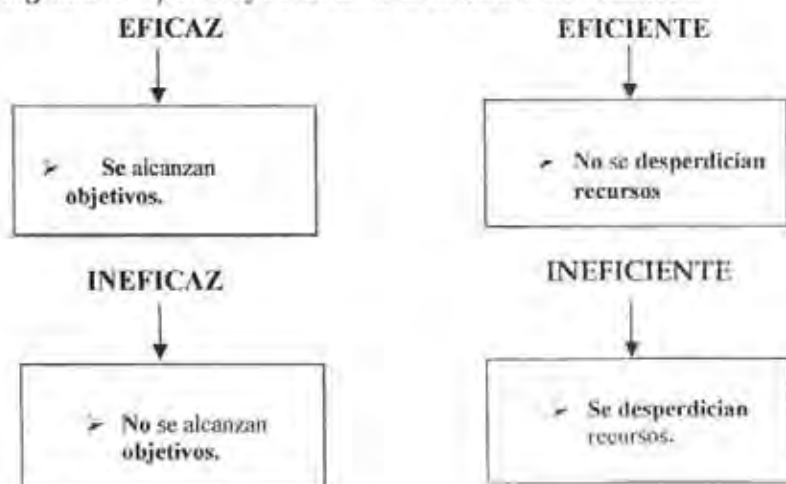 EFICAZ
EFICIENTE
➢ Se alcanzan
objetivos.
➢ No se desperdician
recursos
INEFICAZ
INEFICIENTE
➢ No se alcanzan
objetivos.
➢ Se desperdician
recursos.